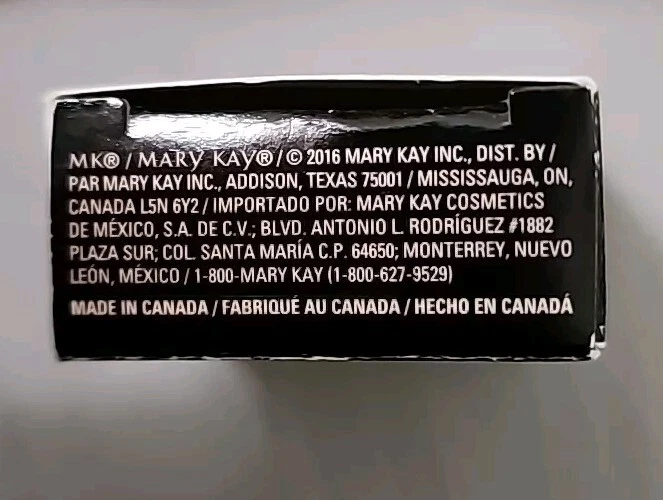 MK® / MARY KAY® / © 2016 MARY KAY INC., DIST. BY /
PAR MARY KAY INC., ADDISON, TEXAS 75001 / MISSISSAUGA, ON,
CANADA L5N 6Y2 / IMPORTADO POR: MARY KAY COSMETICS
DE MÉXICO, S.A. DE C.V.; BLVD. ANTONIO L. RODRÍGUEZ #1882
PLAZA SUR; COL. SANTA MARÍA C.P. 64650; MONTERREY, NUEVO
LEÓN, MÉXICO / 1-800-MARY KAY (1-800-627-9529)
MADE IN CANADA / FABRIQUÉ AU CANADA / HECHO EN CANADÁ